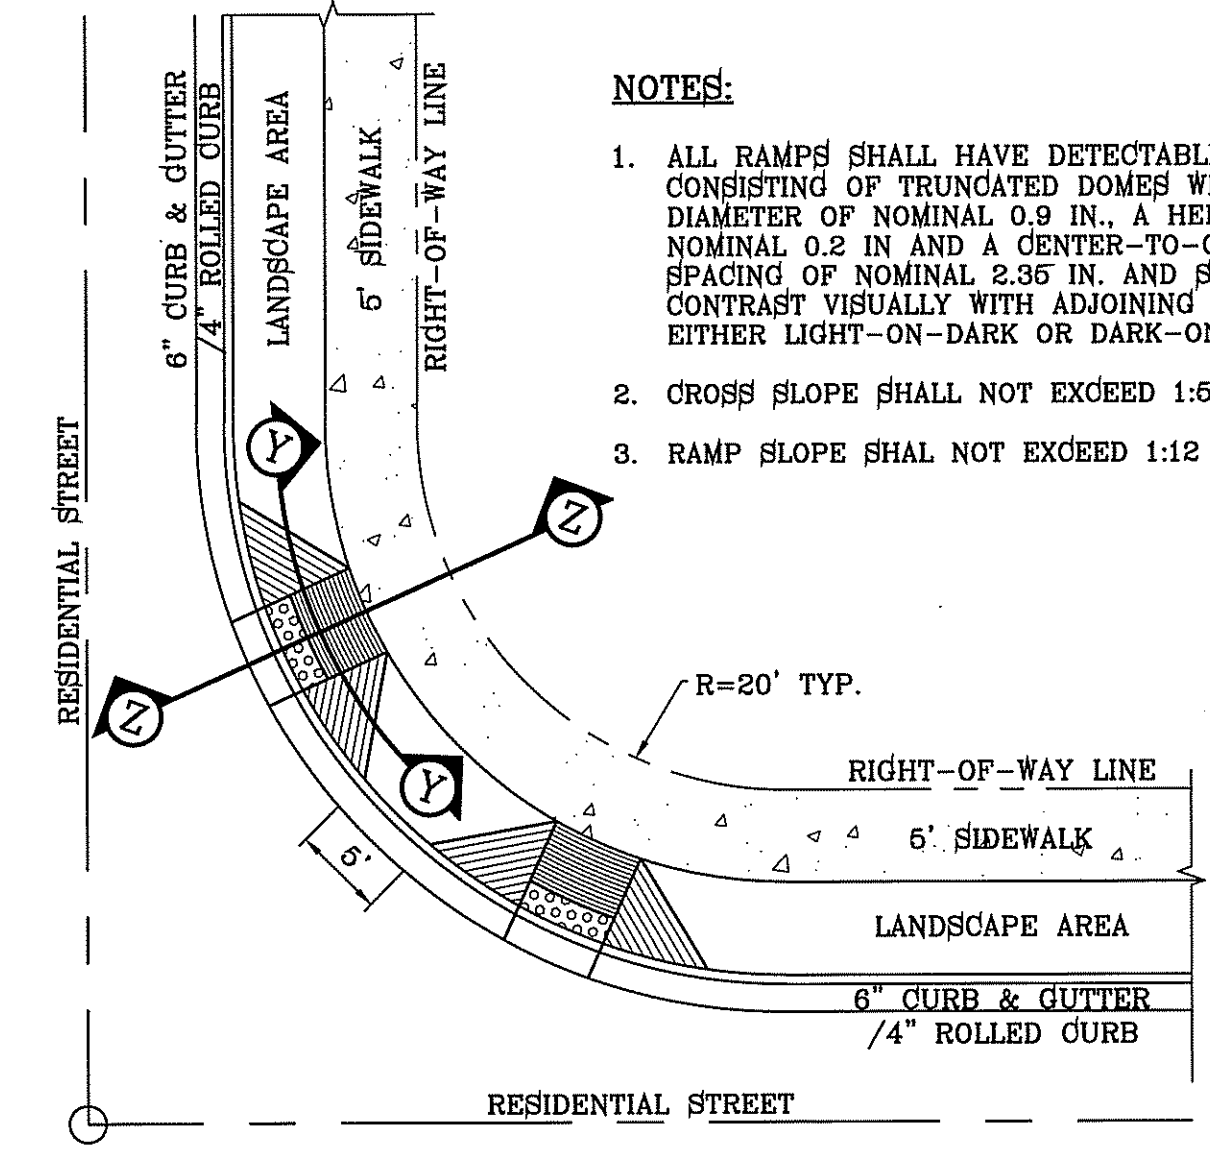 NOTES:
1. ALL RAMPS SHALL HAVE DETECTABL
CONSISTING OF TRUNCATED DOMES W
DIAMETER OF NOMINAL 0.9 IN., A HE
NOMINAL 0.2 IN AND A CENTER-TO-
SPACING OF NOMINAL 2.35 IN. AND S
CONTRAST VISUALLY WITH ADJOINING
EITHER LIGHT-ON-DARK OR DARK-O
2. CROSS SLOPE SHALL NOT EXCEED 1:5
3. RAMP SLOPE SHAL NOT EXCEED 1:12
6" CURB & GUTTER
/4" ROLLED CURB
LANDSCAPE AREA
5' SIDEWALK
RIGHT-OF-WAY LINE
RESIDENTIAL STREET
Y
Z
Z
Y
R=20' TYP.
5'
RIGHT-OF-WAY LINE
5' SIDEWALK
LANDSCAPE AREA
6" CURB & GUTTER
/4" ROLLED CURB
RESIDENTIAL STREET